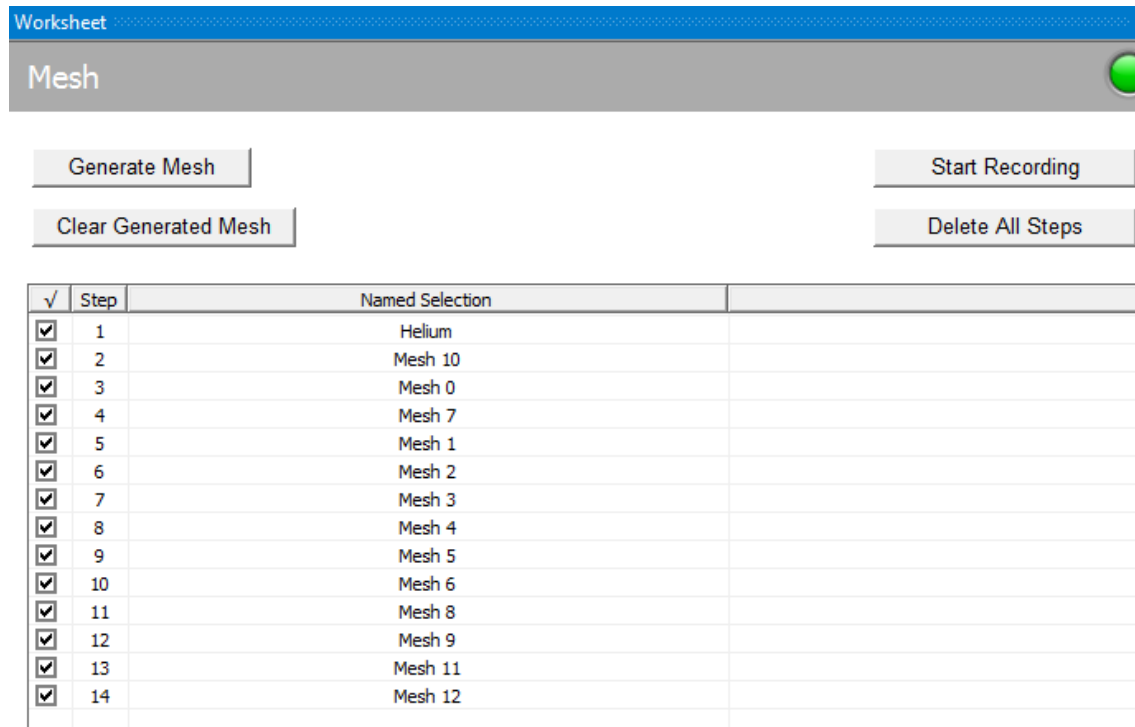 Worksheet
Mesh
Generate Mesh Start Recording
Clear Generated Mesh Delete All Steps
√ Step Named Selection
1 Helium
2 Mesh 10
3 Mesh 0
4 Mesh 7
5 Mesh 1
6 Mesh 2
7 Mesh 3
8 Mesh 4
9 Mesh 5
10 Mesh 6
11 Mesh 8
12 Mesh 9
13 Mesh 11
14 Mesh 12